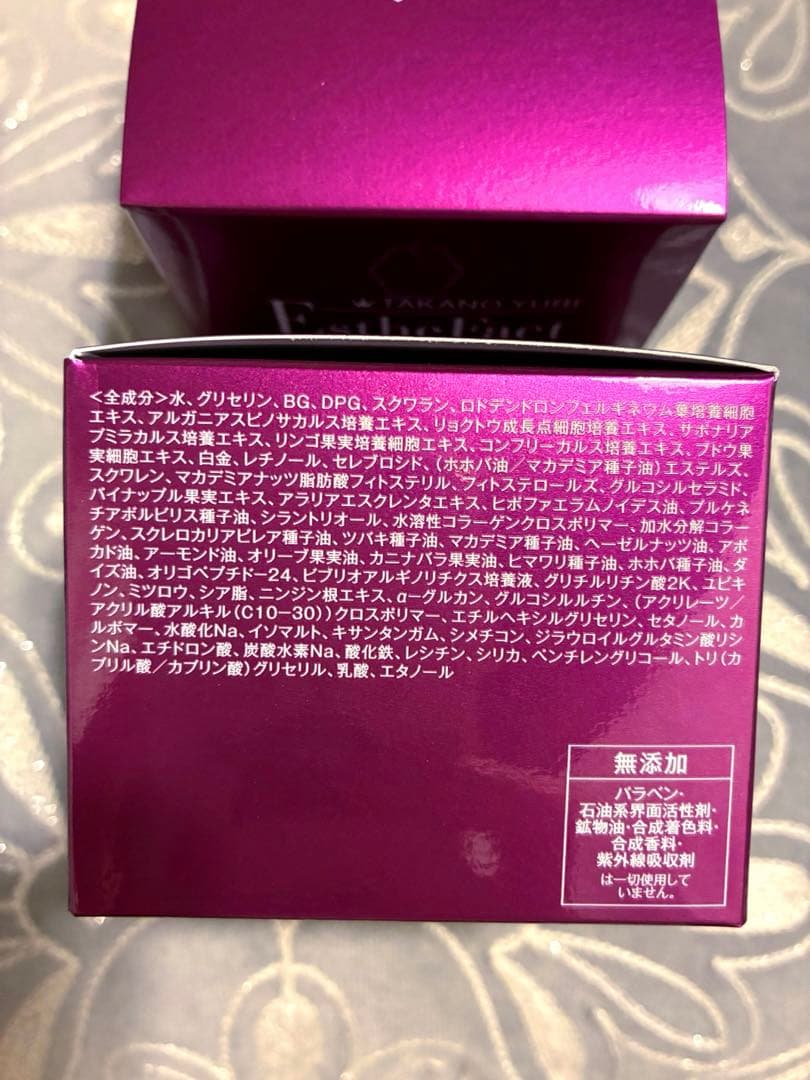 TAKANO YURI
EstheFact
<全成分>水、グリセリン、BG、DPG、スクワラン、ロドデンドロンフェルギネウム葉培養細胞
エキス、アルガニアスピノサカルス培養エキス、リョクトウ成長点細胞培養エキス、サボナリア
プミラカルス培養エキス、リンゴ果実培養細胞エキス、コンフリーカルス培養エキス、ブドウ果
実細胞エキス、白金、レチノール、セレブロシド、(ホホバ油/マカデミア種子油)エステルズ、
スクワレン、マカデミアナッツ脂肪酸フィトステリル、フィトステロールズ、グルコシルセラミド、
パイナップル果実エキス、アラリアエスクレンタエキス、ヒポファエラムノイデス油、プルケネ
チアボルビリス種子油、シラントリオール、水溶性コラーゲンクロスポリマー、加水分解コラー
ゲン、スクレロカリアビレア種子油、ツバキ種子油、マカデミア種子油、ヘーゼルナッツ油、アボ
カド油、アーモンド油、オリーブ果実油、カニナバラ果実油、ヒマワリ種子油、ホホバ種子油、ダ
イズ油、オリゴペプチド-24、ビブリオアルギノリチクス培養液、グリチルリチン酸2K、ユビキ
ノン、ミツロウ、シア脂、ニンジン根エキス、α-グルカン、グルコシルルチン、(アクリレーツ/
アクリル酸アルキル(C10-30))クロスポリマー、エチルヘキシルグリセリン、セタノール、カ
ルボマー、水酸化Na、イソマルト、キサンタンガム、シメチコン、ジラウロイルグルタミン酸リシ
ンNa、エチドロン酸、炭酸水素Na、酸化鉄、レシチン、シリカ、ペンチレングリコール、トリ(カ
プリル酸/カプリン酸)グリセリル、乳酸、エタノール
無添加
パラベン・
石油系界面活性剤・
鉱物油・合成着色料・
合成香料・
紫外線吸収剤
は一切使用して
いません。